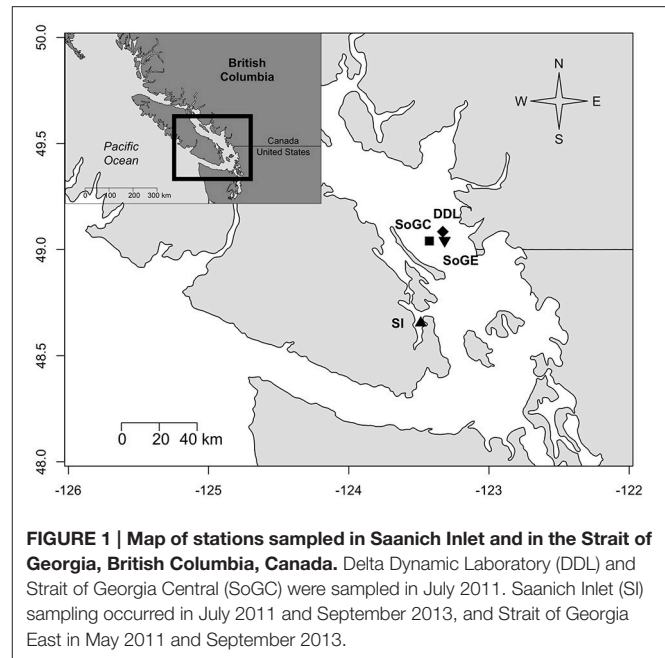 50.0
49.5
49.0
48.5
48.0
-126
-125
-124
-123
-122
British
Columbia
Pacific
Ocean
Canada
United States
0 100 200 300 km
N
W
E
S
DDL
SoGC
SoGE
SI
0 20 40 km
FIGURE 1 | Map of stations sampled in Saanich Inlet and in the Strait of
Georgia, British Columbia, Canada. Delta Dynamic Laboratory (DDL) and
Strait of Georgia Central (SoGC) were sampled in July 2011. Saanich Inlet (SI)
sampling occurred in July 2011 and September 2013, and Strait of Georgia
East in May 2011 and September 2013.